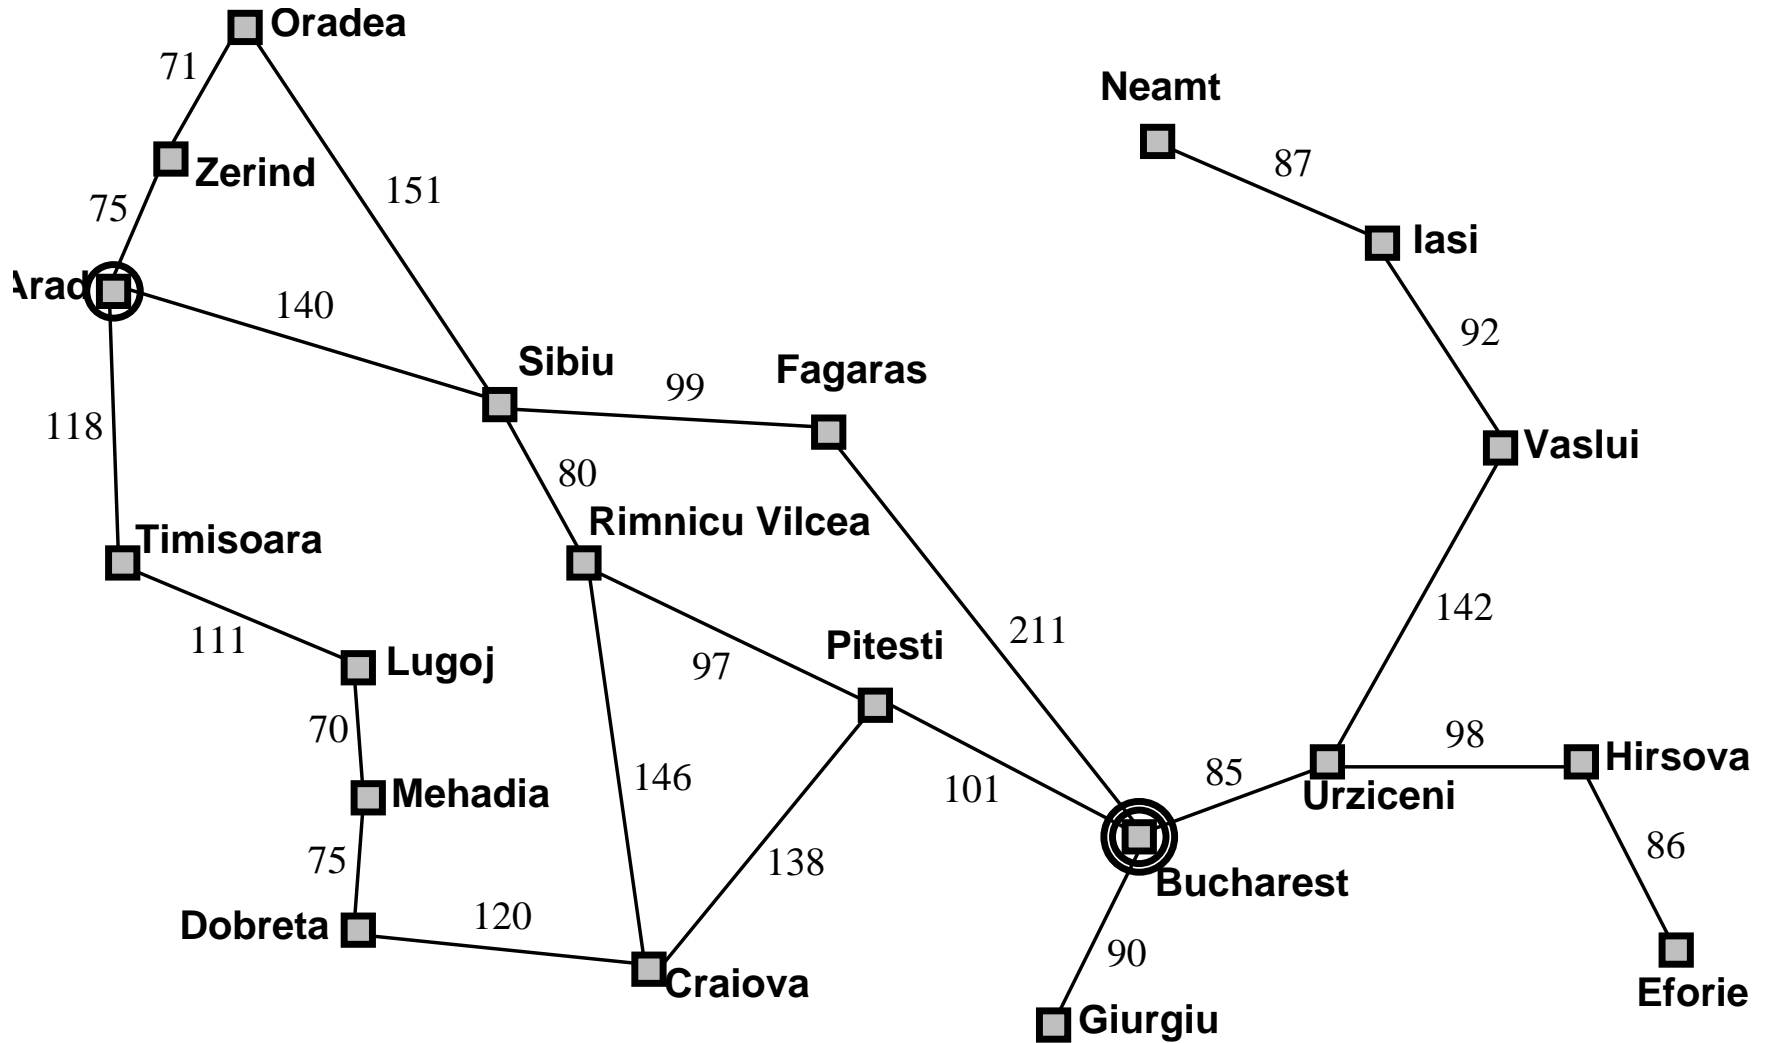 Oradea
71
Neamt
87
Zerind
151
75
Iasi
Arad
140
92
Sibiu
Fagaras
99
118
Vaslui
80
Rimnicu Vilcea
Timisoara
142
211
111
Pitesti
Lugoj
97
70
98
Hirsova
146
85
101
Mehadia
Urziceni
86
75
138
Bucharest
120
Dobreta
90
Craiova
Eforie
Giurgiu